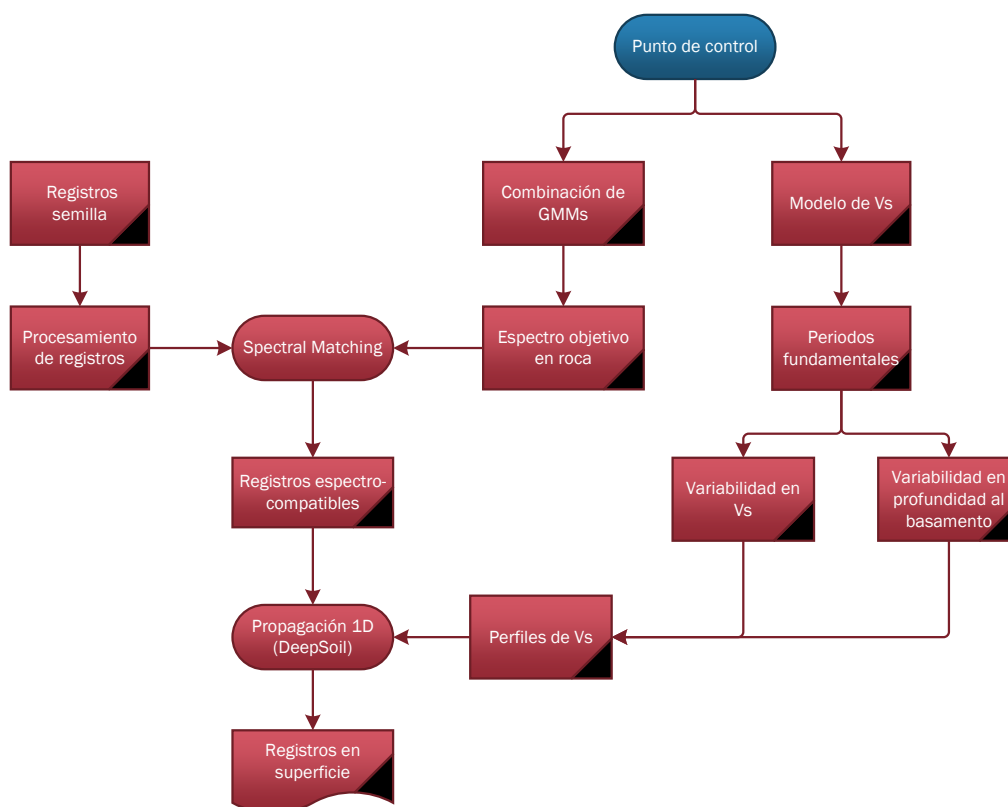 Punto de control
Registros
semilla
Combinación de
GMMs
Modelo de Vs
Procesamiento
de registros
Spectral Matching
Espectro objetivo
en roca
Periodos
fundamentales
Registros espectro-
compatibles
Variabilidad en
Vs
Variabilidad en
profundidad al
basamento
Propagación 1D
(DeepSoil)
Perfiles de Vs
Registros en
superficie